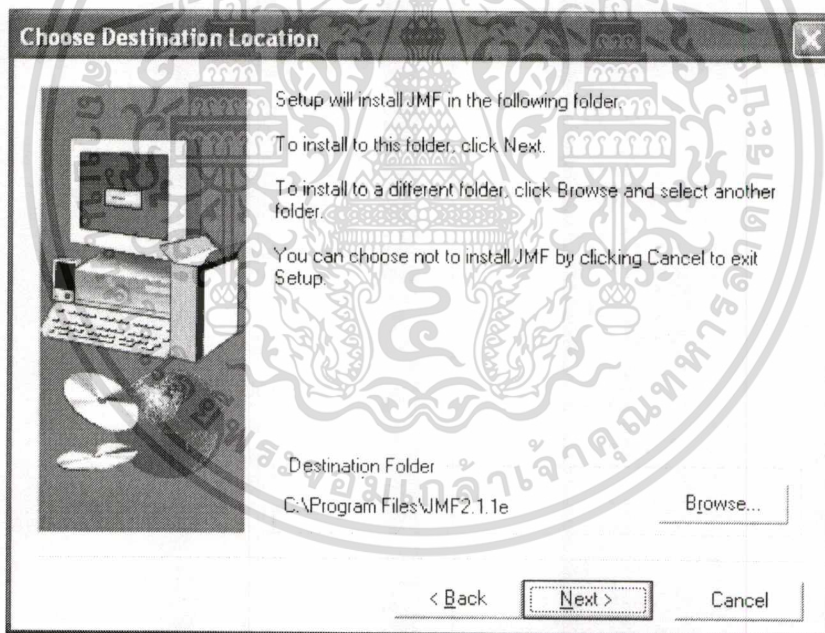 Choose Destination Location
Setup will install JMF in the following folder.
To install to this folder, click Next.
To install to a different folder, click Browse and select another
folder.
You can choose not to install JMF by clicking Cancel to exit
Setup.
Destination Folder
C:\Program Files\JMF2.1.1e
Browse...
< Back
Next >
Cancel